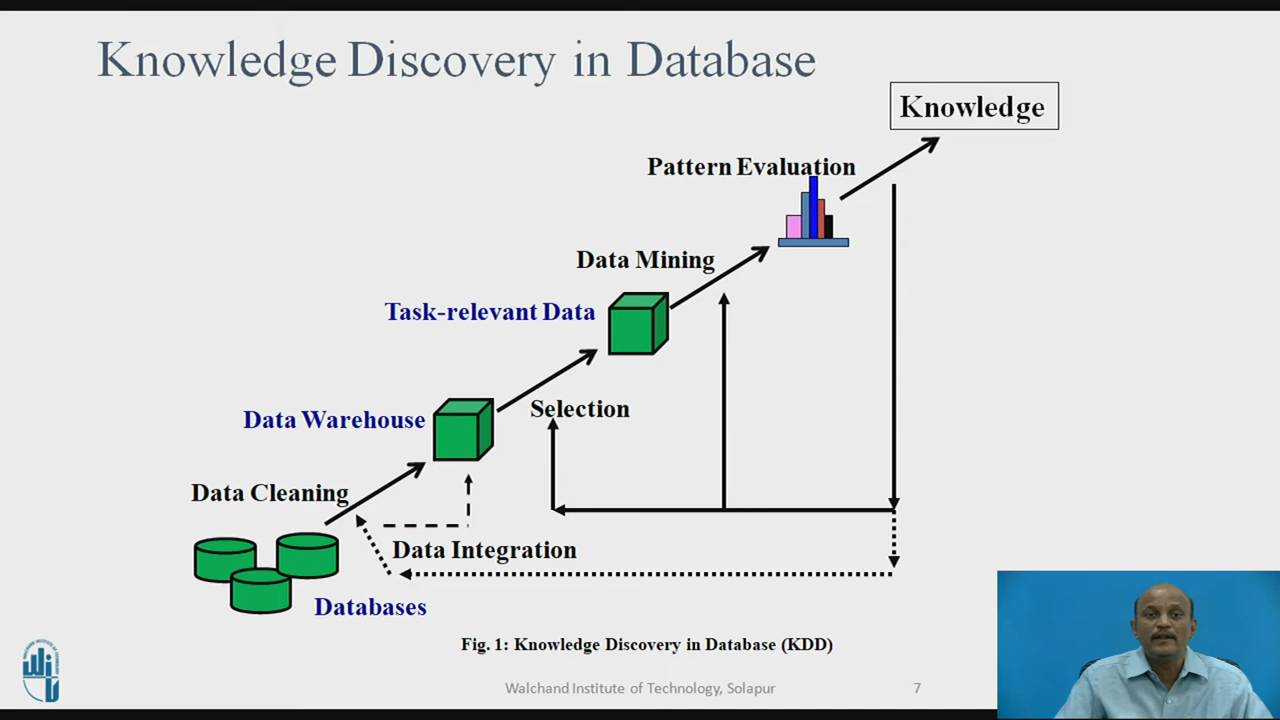 Knowledge Discovery in Database
Knowledge
Pattern Evaluation
Data Mining
Task-relevant Data
Selection
Data Warehouse
Data Cleaning
Data Integration
Databases
Fig. 1: Knowledge Discovery in Database (KDD)
Walchand Institute of Technology, Solapur
7